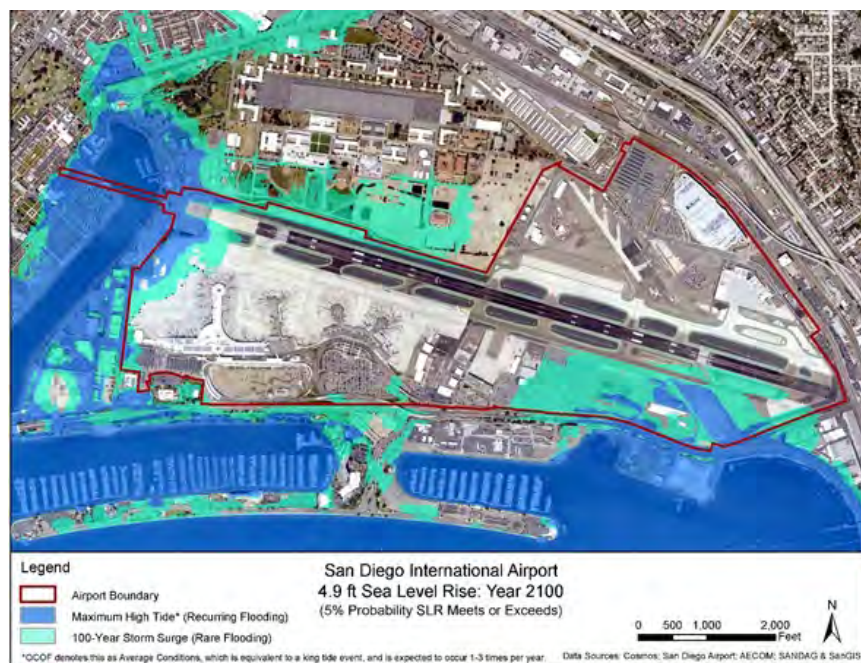 Legend
Airport Boundary
Maximum High Tide* (Recurring Flooding)
100-Year Storm Surge (Rare Flooding)
San Diego International Airport
4.9 ft Sea Level Rise: Year 2100
(5% Probability SLR Meets or Exceeds)
N
0 500 1,000 2,000
Feet
*OCOF denotes this as Average Conditions, which is equivalent to a king tide event, and is expected to occur 1-3 times per year.
Data Sources: Cosmos; San Diego Airport; AECOM; SANDAG & SanGIS